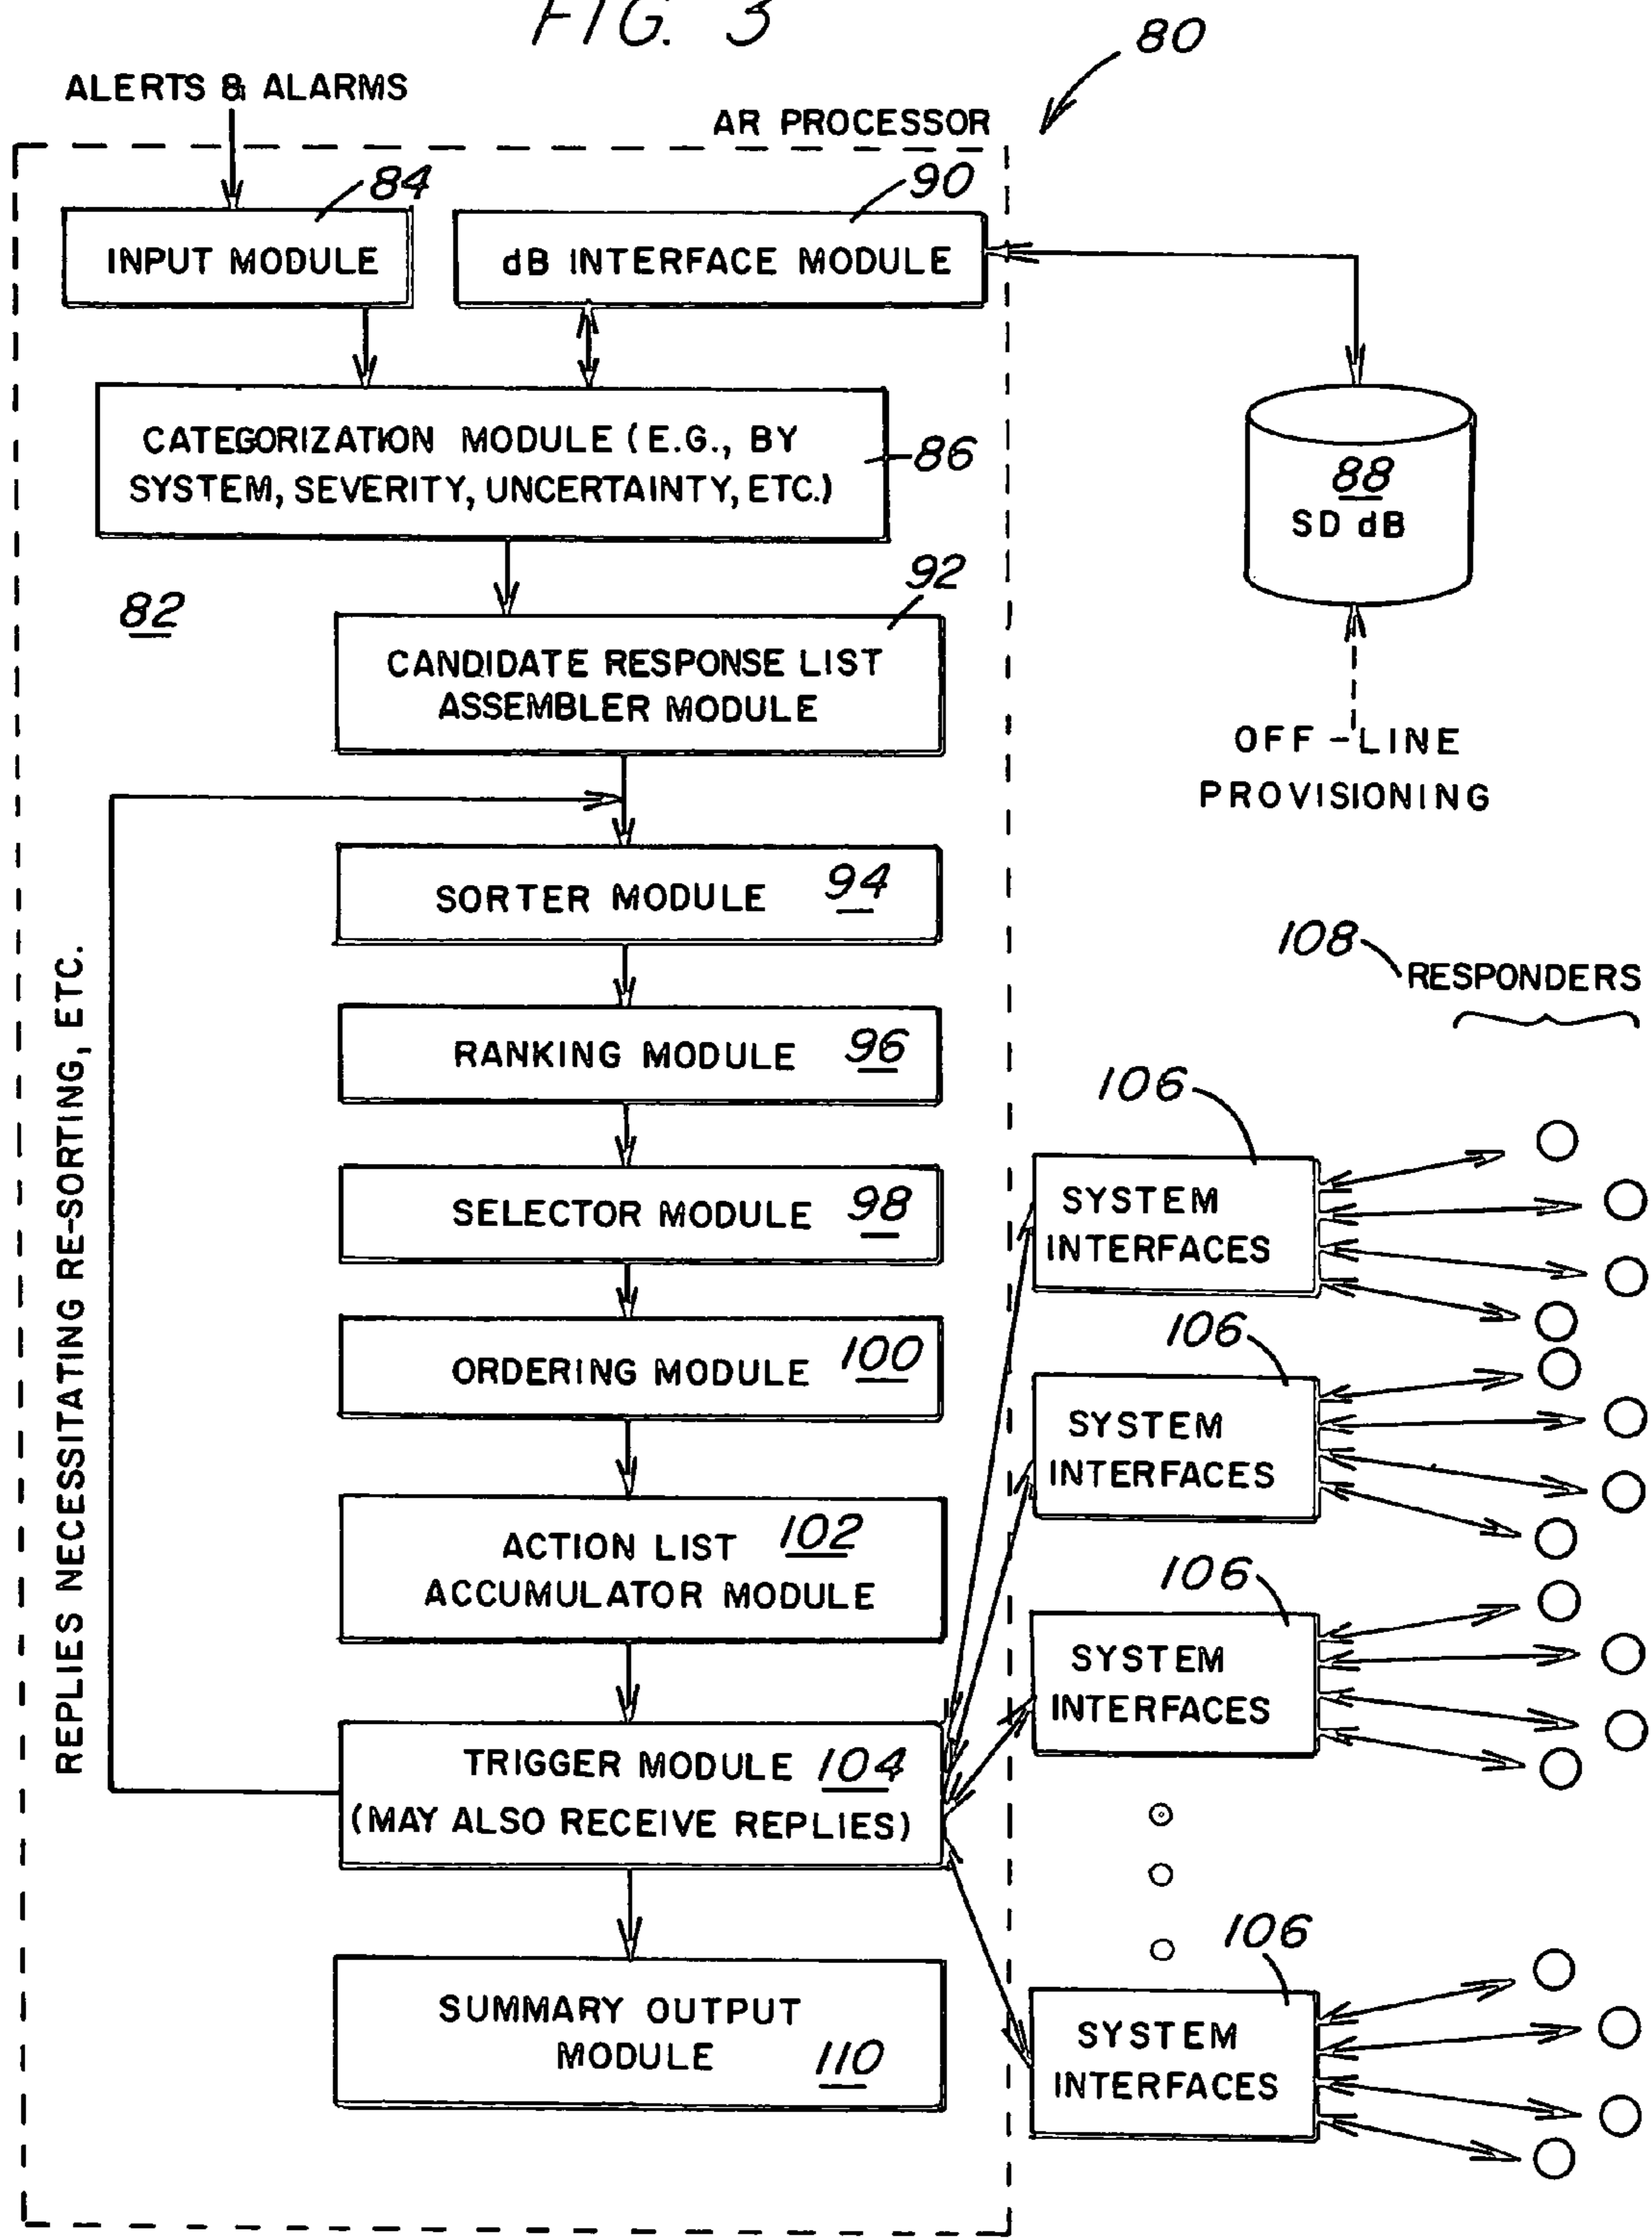 FIG. 3
80
ALERTS & ALARMS
AR PROCESSOR
84
90
INPUT MODULE
dB INTERFACE MODULE
CATEGORIZATION MODULE (E.G., BY
SYSTEM, SEVERITY, UNCERTAINTY, ETC.)
86
88
SD dB
82
92
CANDIDATE RESPONSE LIST
ASSEMBLER MODULE
OFF-LINE
PROVISIONING
SORTER MODULE 94
RANKING MODULE 96
SELECTOR MODULE 98
ORDERING MODULE 100
ACTION LIST 102
ACCUMULATOR MODULE
TRIGGER MODULE 104
(MAY ALSO RECEIVE REPLIES)
SUMMARY OUTPUT
MODULE 110
REPLIES NECESSITATING RE-SORTING, ETC.
108
RESPONDERS
106
SYSTEM
INTERFACES
106
SYSTEM
INTERFACES
106
SYSTEM
INTERFACES
106
SYSTEM
INTERFACES